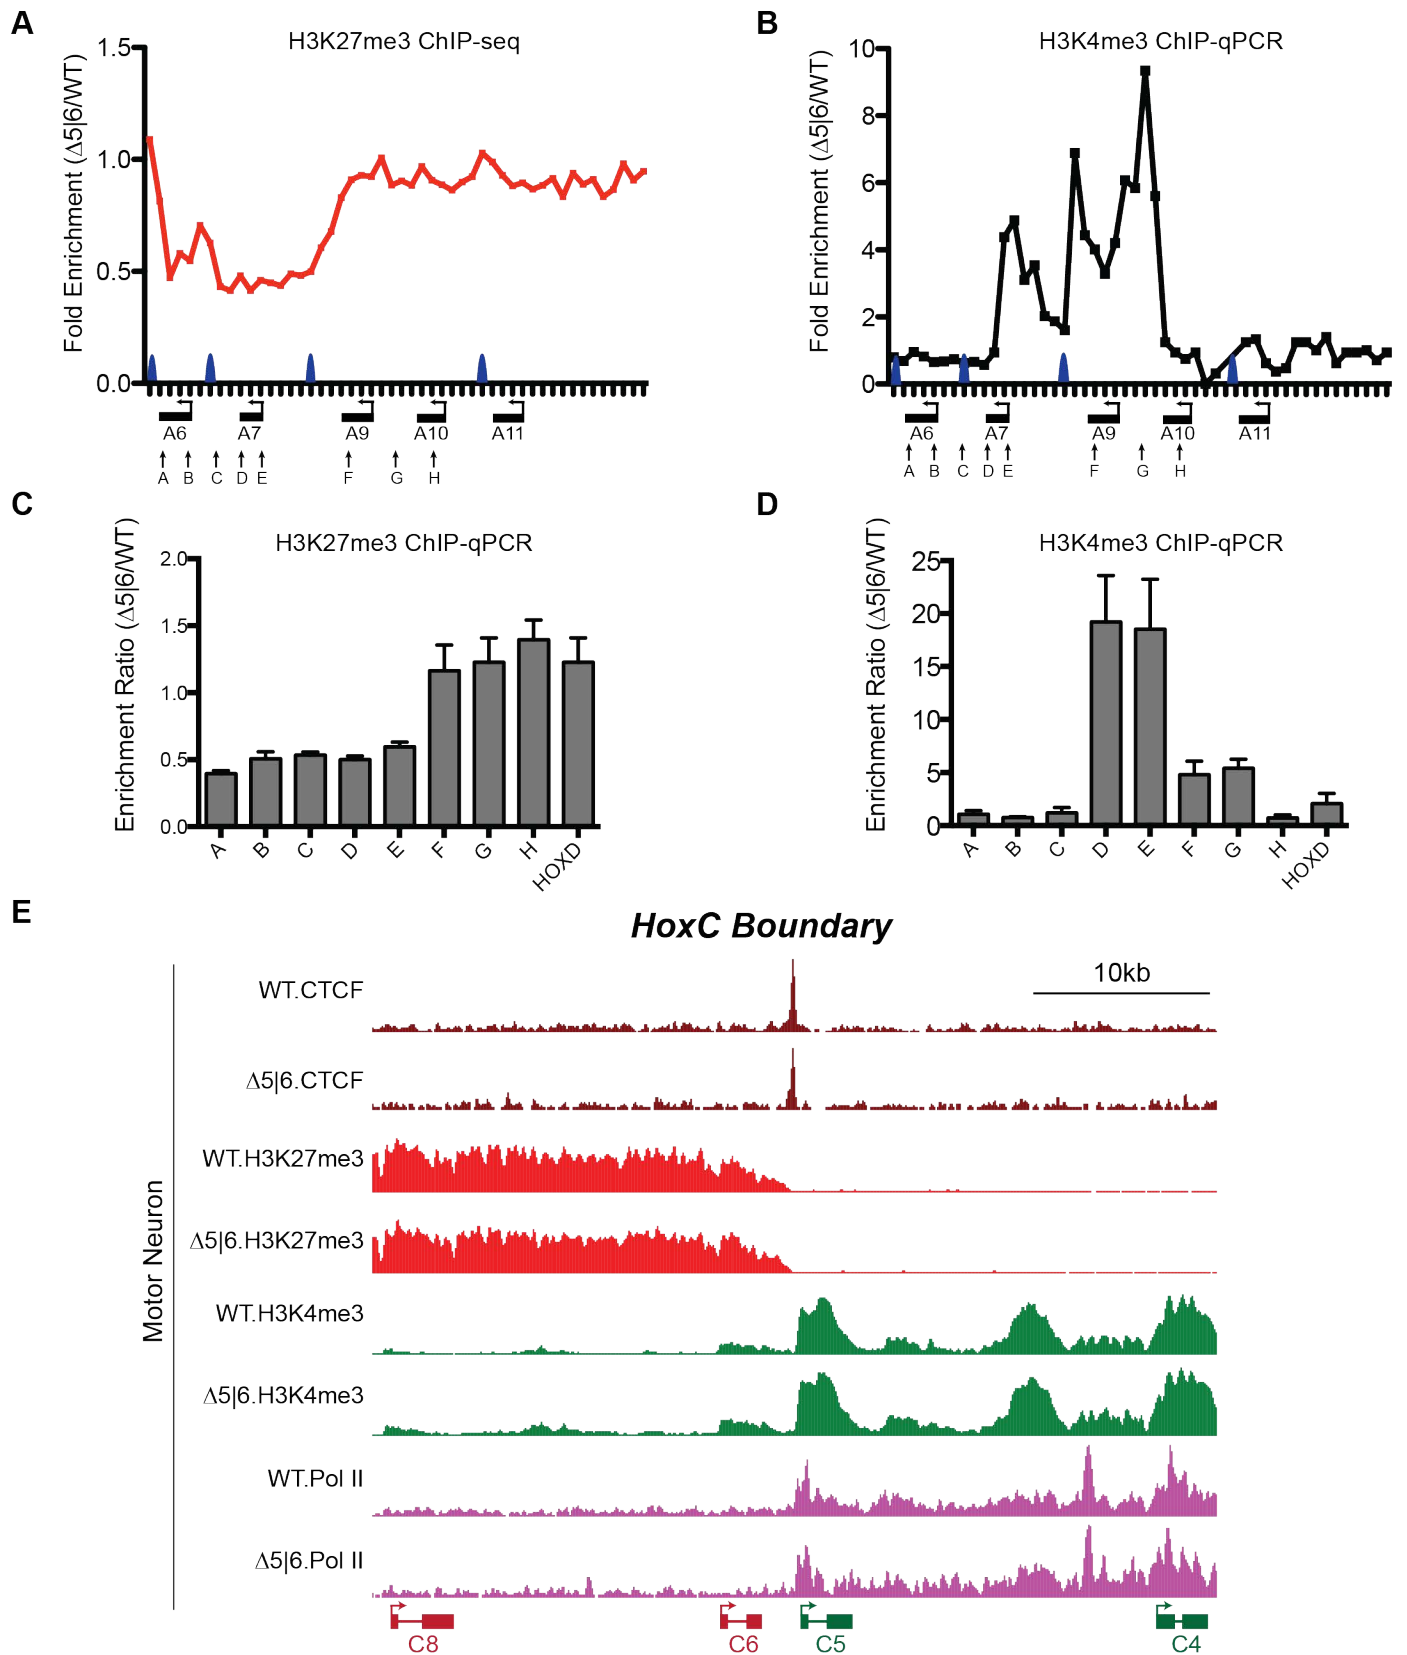 A
H3K27me3 ChIP-seq
Fold Enrichment (Δ5|6/WT)
1.5
1.0
0.5
0.0
A6
A7
A9
A10
A11
A
B
C
D
E
F
G
H
B
H3K4me3 ChIP-qPCR
Fold Enrichment (Δ5|6/WT)
10
8
6
4
2
0
A6
A7
A9
A10
A11
A
B
C
D
E
F
G
H
C
H3K27me3 ChIP-qPCR
Enrichment Ratio (Δ5|6/WT)
2.0
1.5
1.0
0.5
0.0
A
B
C
D
E
F
G
H
HOXD
D
H3K4me3 ChIP-qPCR
Enrichment Ratio (Δ5|6/WT)
25
20
15
10
5
0
A
B
C
D
E
F
G
H
HOXD
E
HoxC Boundary
10kb
Motor Neuron
WT.CTCF
Δ5|6.CTCF
WT.H3K27me3
Δ5|6.H3K27me3
WT.H3K4me3
Δ5|6.H3K4me3
WT.Pol II
Δ5|6.Pol II
C8
C6
C5
C4